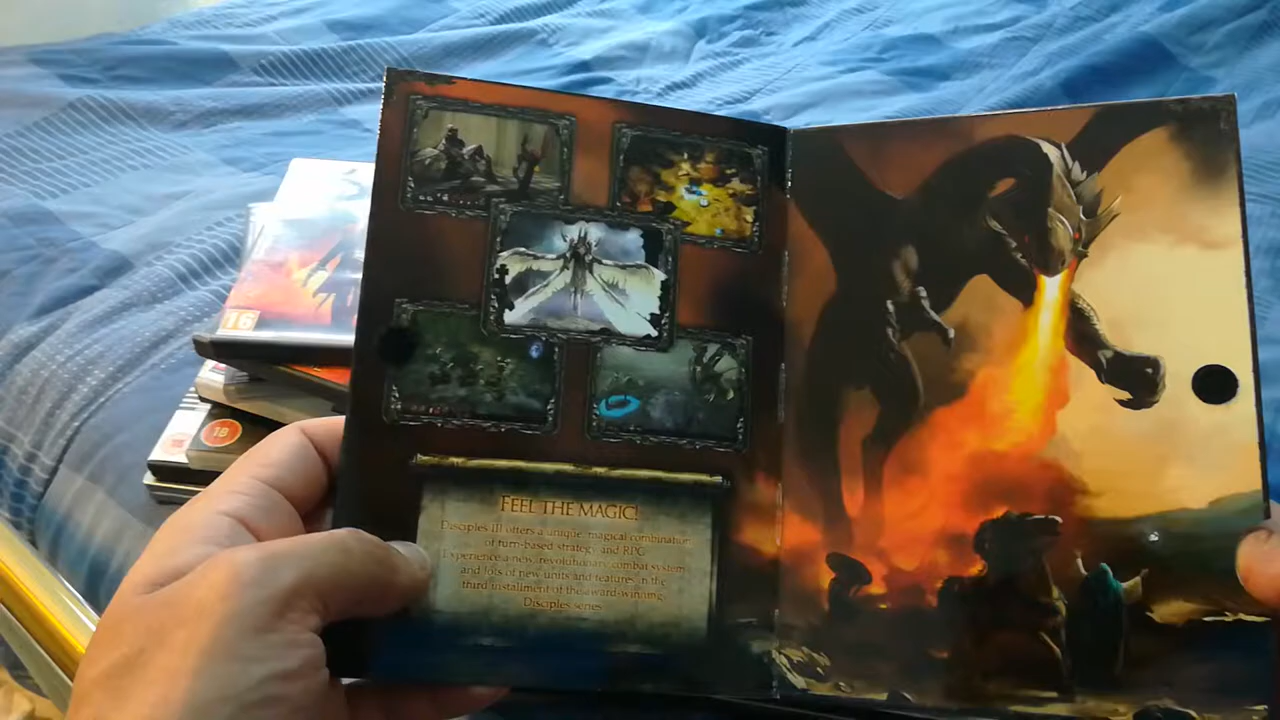 FEEL THE MAGIC!
Disciples III offers a unique, magical combination
of turn-based strategy and RPG
Experience a new, revolutionary combat system
and lots of new units and features in the
third installment of the award-winning
Disciples series
16
18